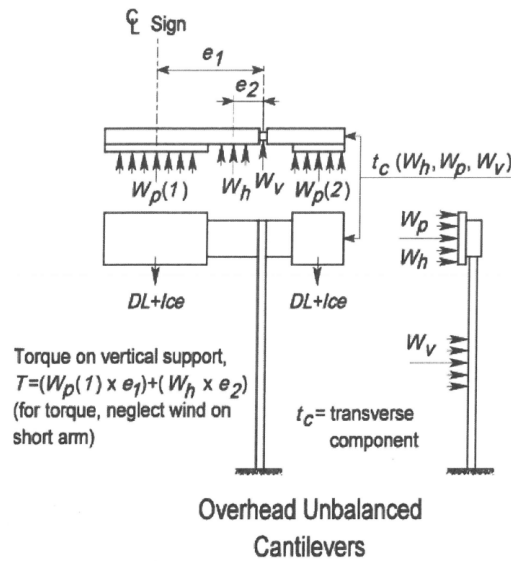 ℄ Sign
e1
e2
Wp(1)
Wh
Wv
Wp(2)
tc (Wh, Wp, Wv)
Wp
Wh
DL+Ice
DL+Ice
Wv
Torque on vertical support,
T=(Wp(1) x e1)+( Wh x e2)
(for torque, neglect wind on
short arm)
tc= transverse
component
Overhead Unbalanced
Cantilevers